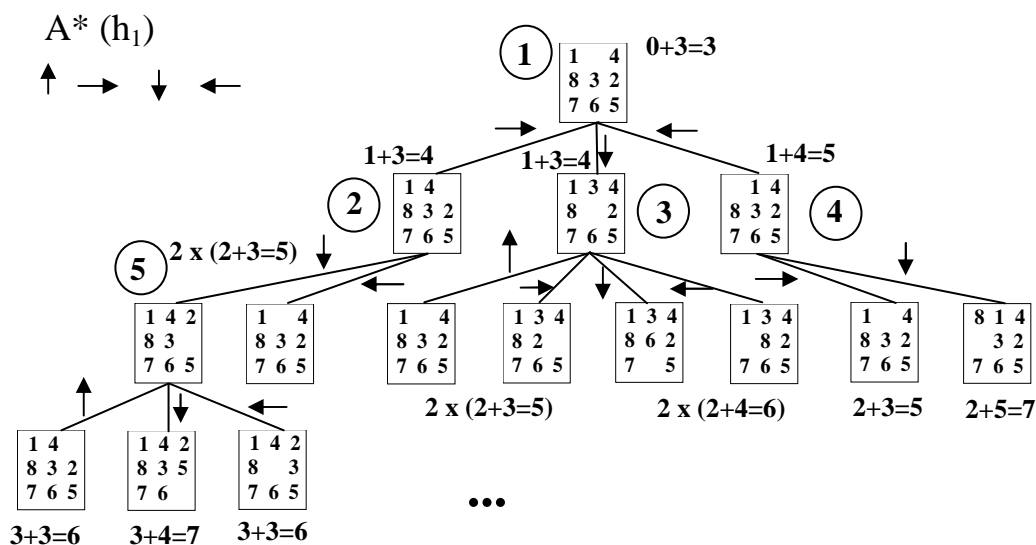 A* (h₁)
1
0+3=3
1 4
8 3 2
7 6 5
1+3=4
1+3=4
1+4=5
2
1 4
8 3 2
7 6 5
1 3 4
8 2
7 6 5
3
1 4
8 3 2
7 6 5
4
5
2 x (2+3=5)
1 4 2
8 3
7 6 5
1 4
8 3 2
7 6 5
1 4
8 3 2
7 6 5
1 3 4
8 2
7 6 5
1 3 4
8 6 2
7 5
1 3 4
8 2
7 6 5
1 4
8 3 2
7 6 5
8 1 4
3 2
7 6 5
2 x (2+3=5)
2 x (2+4=6)
2+3=5
2+5=7
1 4
8 3 2
7 6 5
1 4 2
8 3 5
7 6
1 4 2
8 3
7 6 5
...
3+3=6
3+4=7
3+3=6